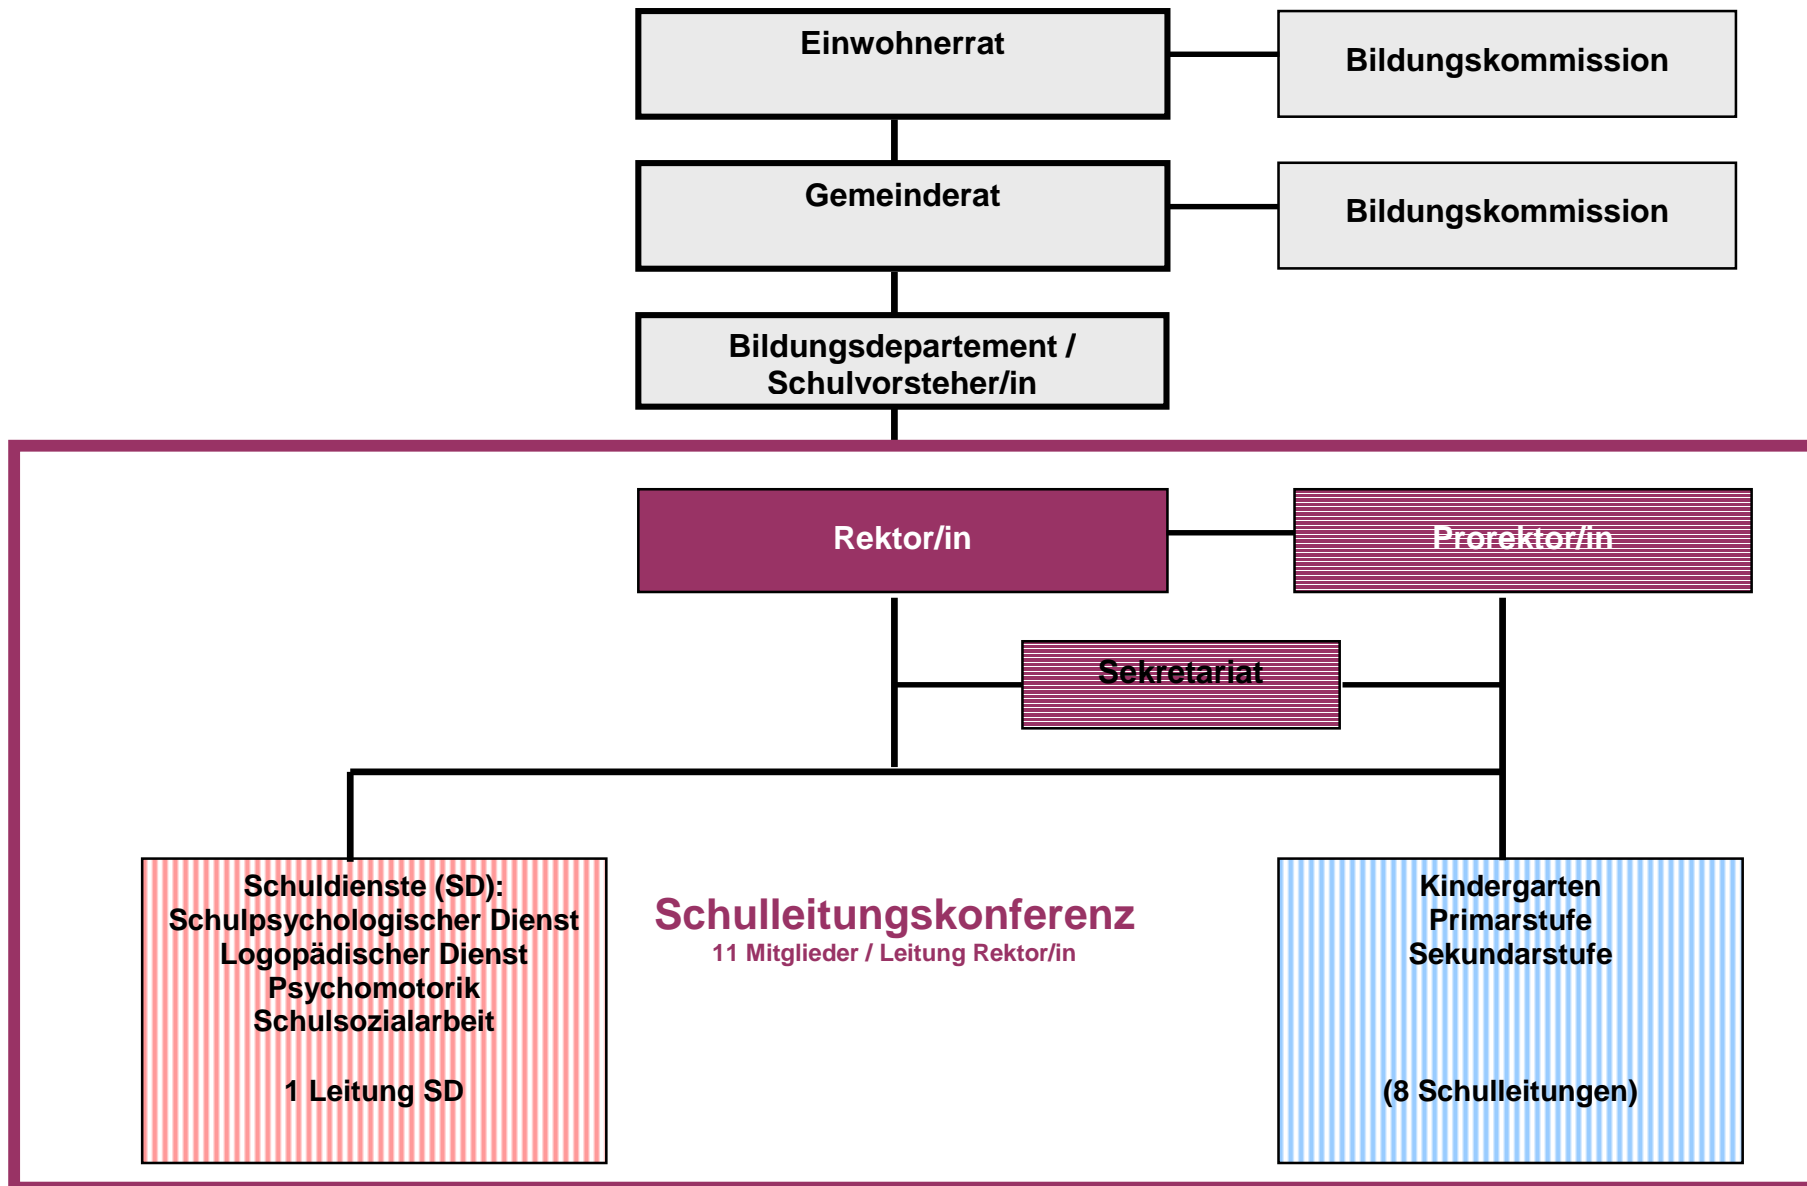 Einwohnerrat
Bildungskommission
Gemeinderat
Bildungskommission
Bildungsdepartement /
Schulvorsteher/in
Rektor/in
Prorektor/in
Sekretariat
Schuldienste (SD):
Schulpsychologischer Dienst
Logopädischer Dienst
Psychomotorik
Schulsozialarbeit
1 Leitung SD
Schulleitungskonferenz
11 Mitglieder / Leitung Rektor/in
Kindergarten
Primarstufe
Sekundarstufe
(8 Schulleitungen)